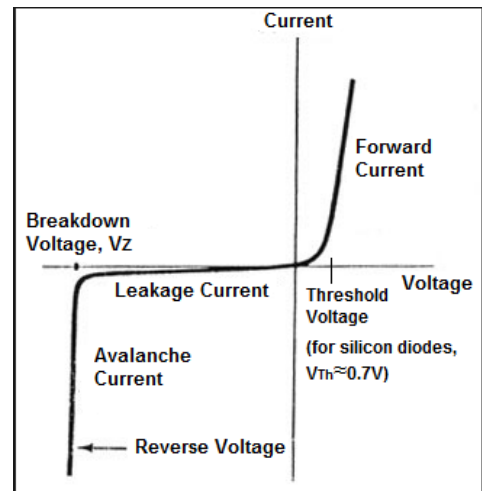 Current
Forward
Current
Breakdown
Voltage, Vz
Leakage Current
Voltage
Threshold
Voltage
(for silicon diodes,
VTh≈0.7V)
Avalanche
Current
Reverse Voltage